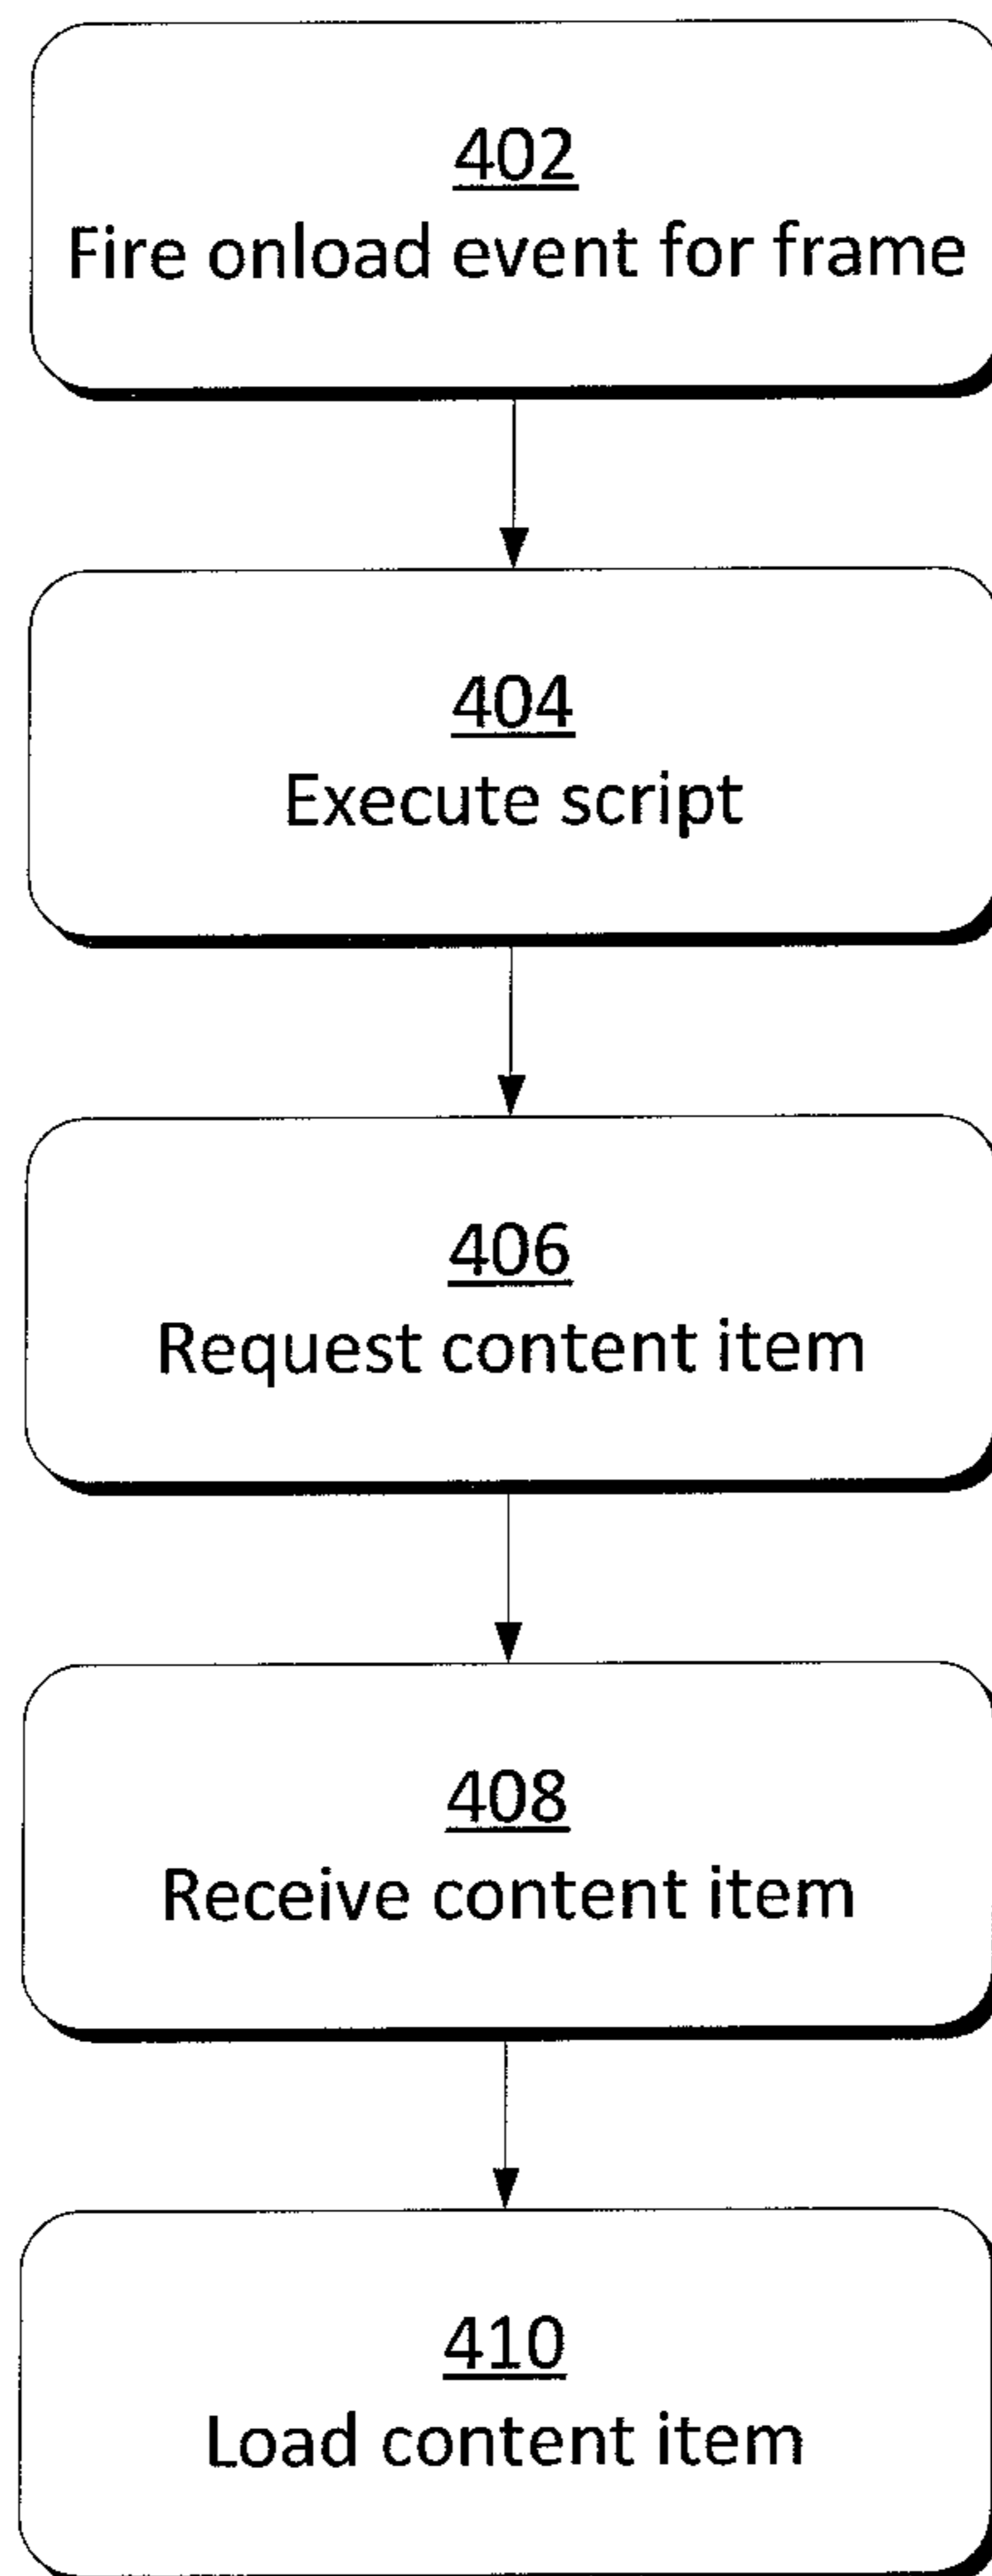 402
Fire onload event for frame
404
Execute script
406
Request content item
408
Receive content item
410
Load content item